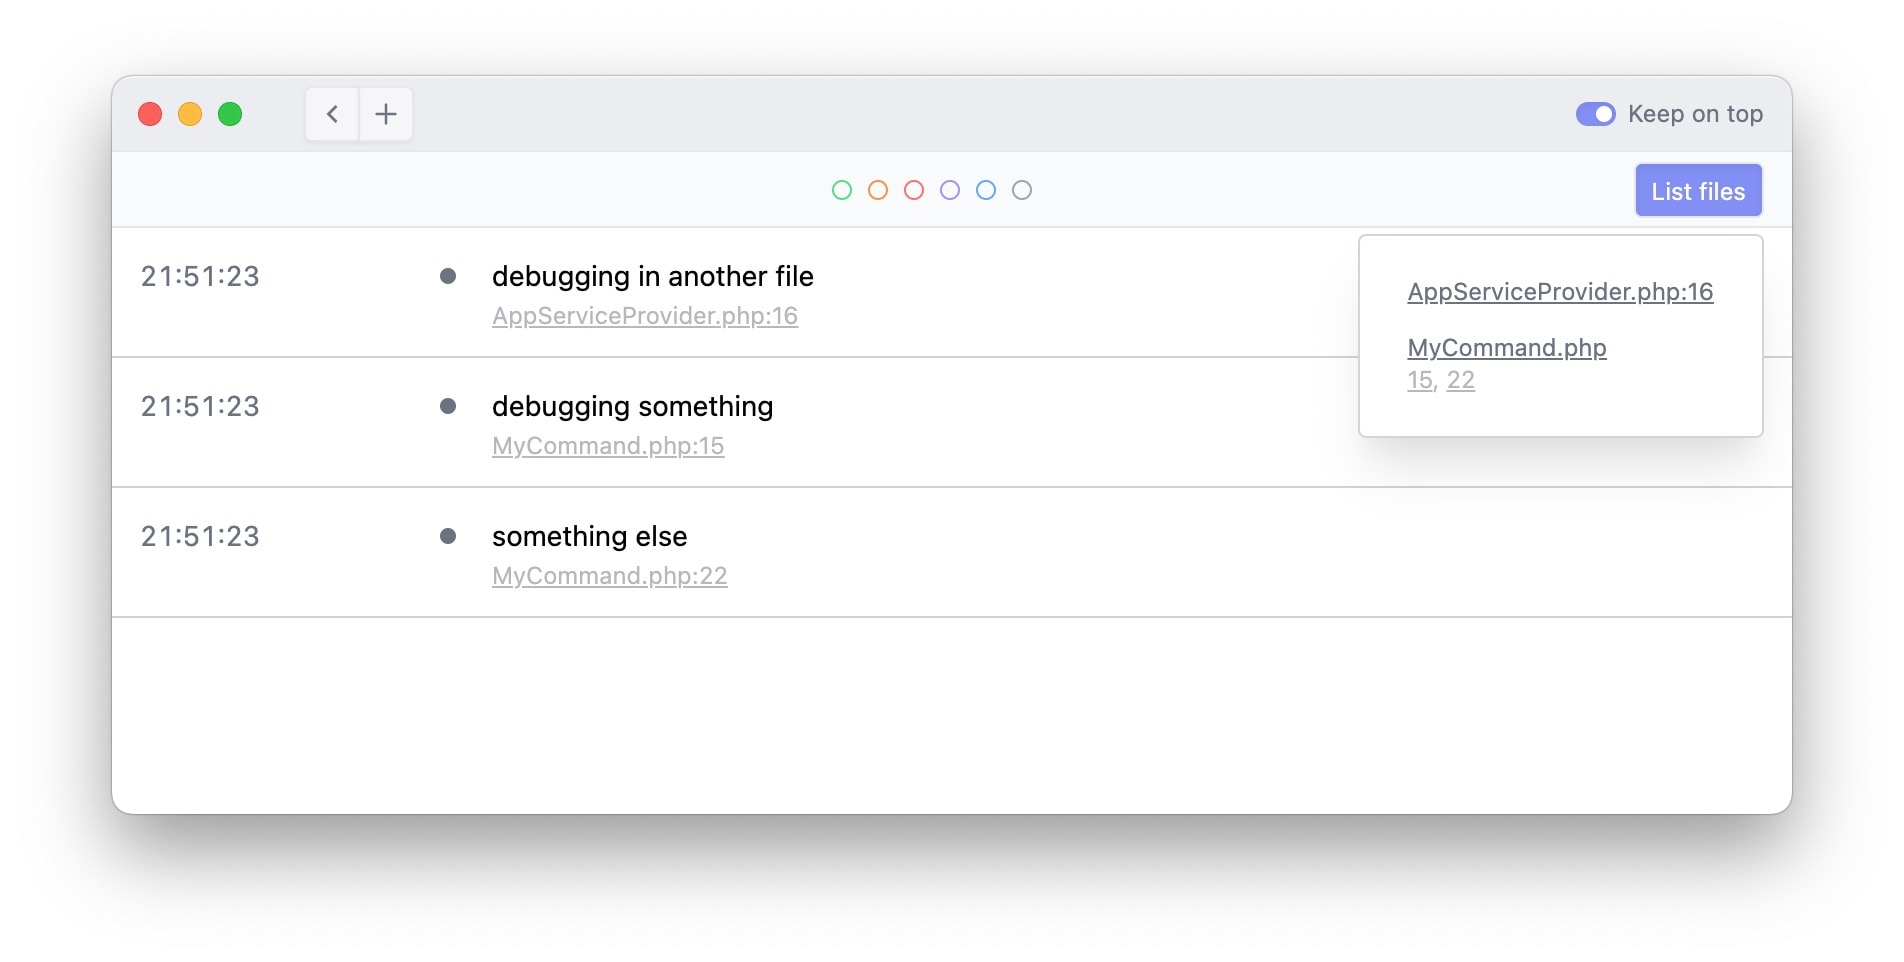 Keep on top
List files
21:51:23
debugging in another file
AppServiceProvider.php:16
21:51:23
debugging something
MyCommand.php:15
21:51:23
something else
MyCommand.php:22
AppServiceProvider.php:16
MyCommand.php
15, 22